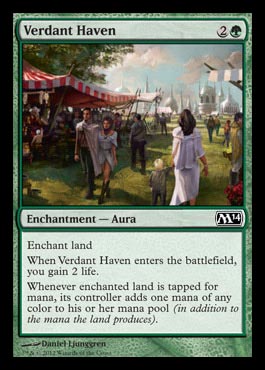 Verdant Haven 2
Enchantment — Aura M14
Enchant land
When Verdant Haven enters the battlefield,
you gain 2 life.
Whenever enchanted land is tapped for
mana, its controller adds one mana of any
color to his or her mana pool (in addition to
the mana the land produces).
Daniel Ljunggren
™ & © 2012 Wizards of the Coast